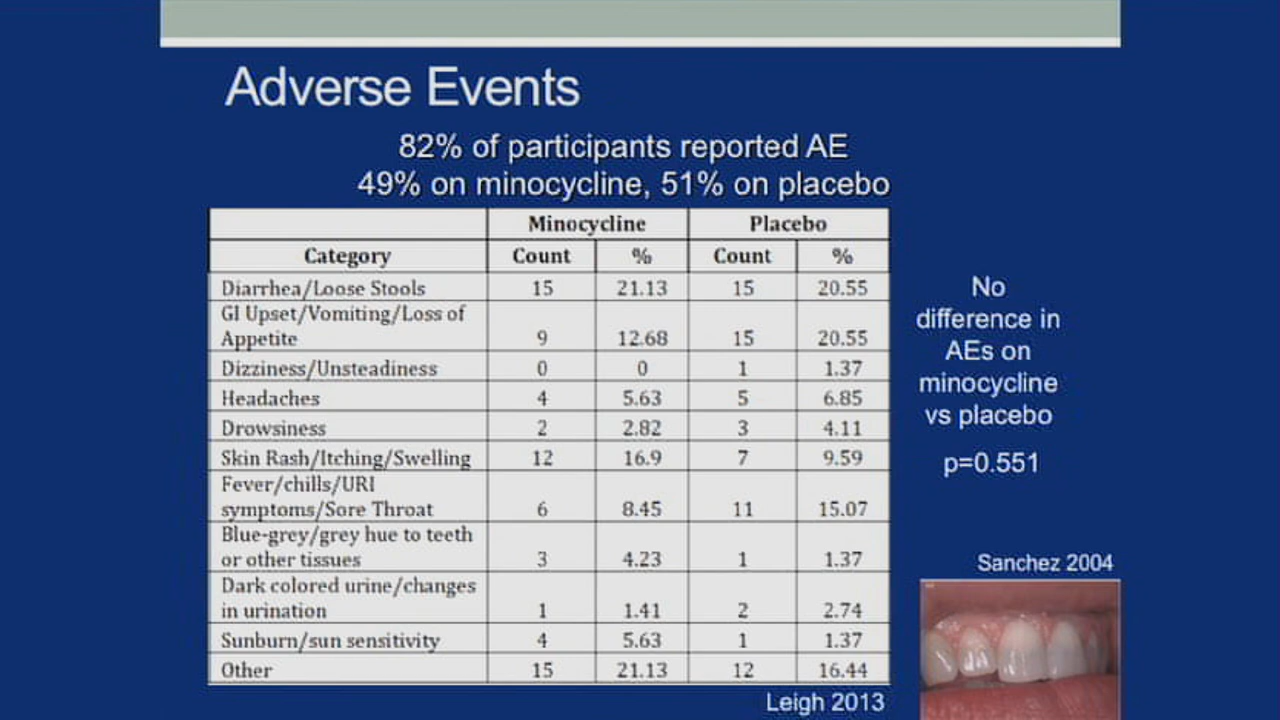 Adverse Events
82% of participants reported AE
49% on minocycline, 51% on placebo
Minocycline Placebo
Category Count % Count %
Diarrhea/Loose Stools 15 21.13 15 20.55
GI Upset/Vomiting/Loss of
Appetite 9 12.68 15 20.55
Dizziness/Unsteadiness 0 0 1 1.37
Headaches 4 5.63 5 6.85
Drowsiness 2 2.82 3 4.11
Skin Rash/Itching/Swelling 12 16.9 7 9.59
Fever/chills/URI
symptoms/Sore Throat 6 8.45 11 15.07
Blue-grey/grey hue to teeth
or other tissues 3 4.23 1 1.37
Dark colored urine/changes
in urination 1 1.41 2 2.74
Sunburn/sun sensitivity 4 5.63 1 1.37
Other 15 21.13 12 16.44
Leigh 2013
No
difference in
AEs on
minocycline
vs placebo
p=0.551
Sanchez 2004